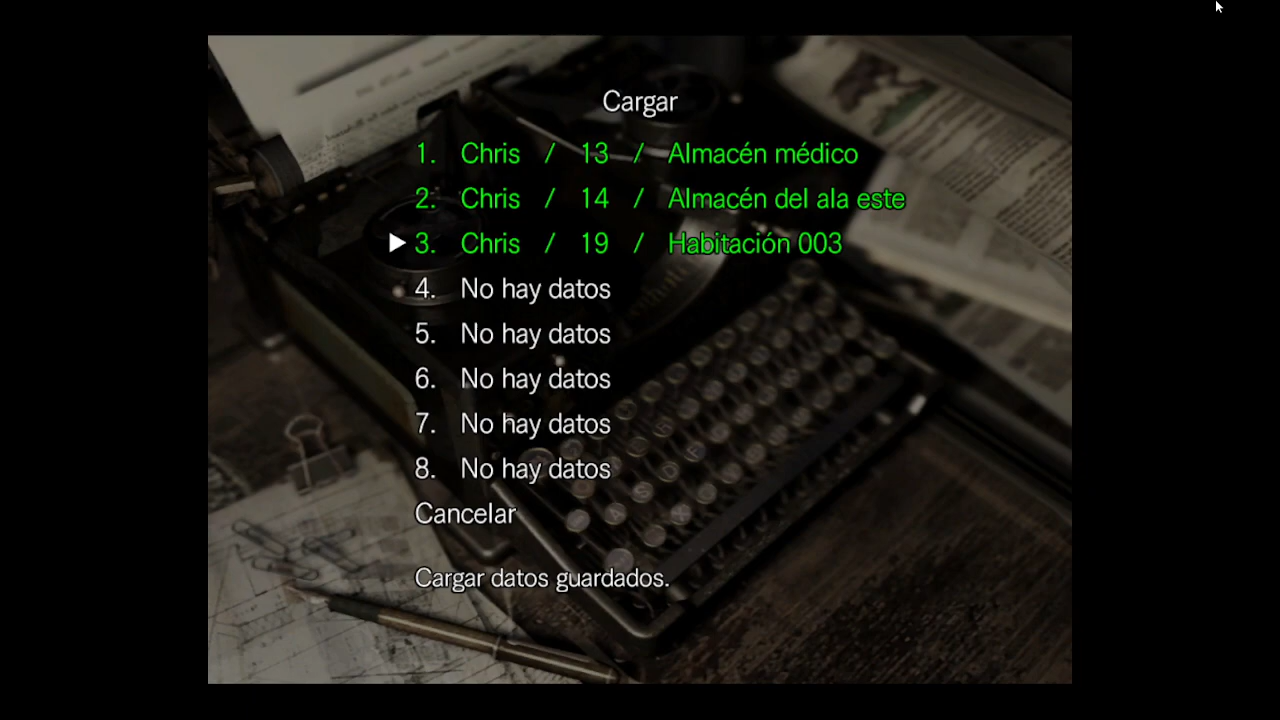 Cargar
1. Chris / 13 / Almacén médico
2. Chris / 14 / Almacén del ala este
3. Chris / 19 / Habitación 003
4. No hay datos
5. No hay datos
6. No hay datos
7. No hay datos
8. No hay datos
Cancelar
Cargar datos guardados.